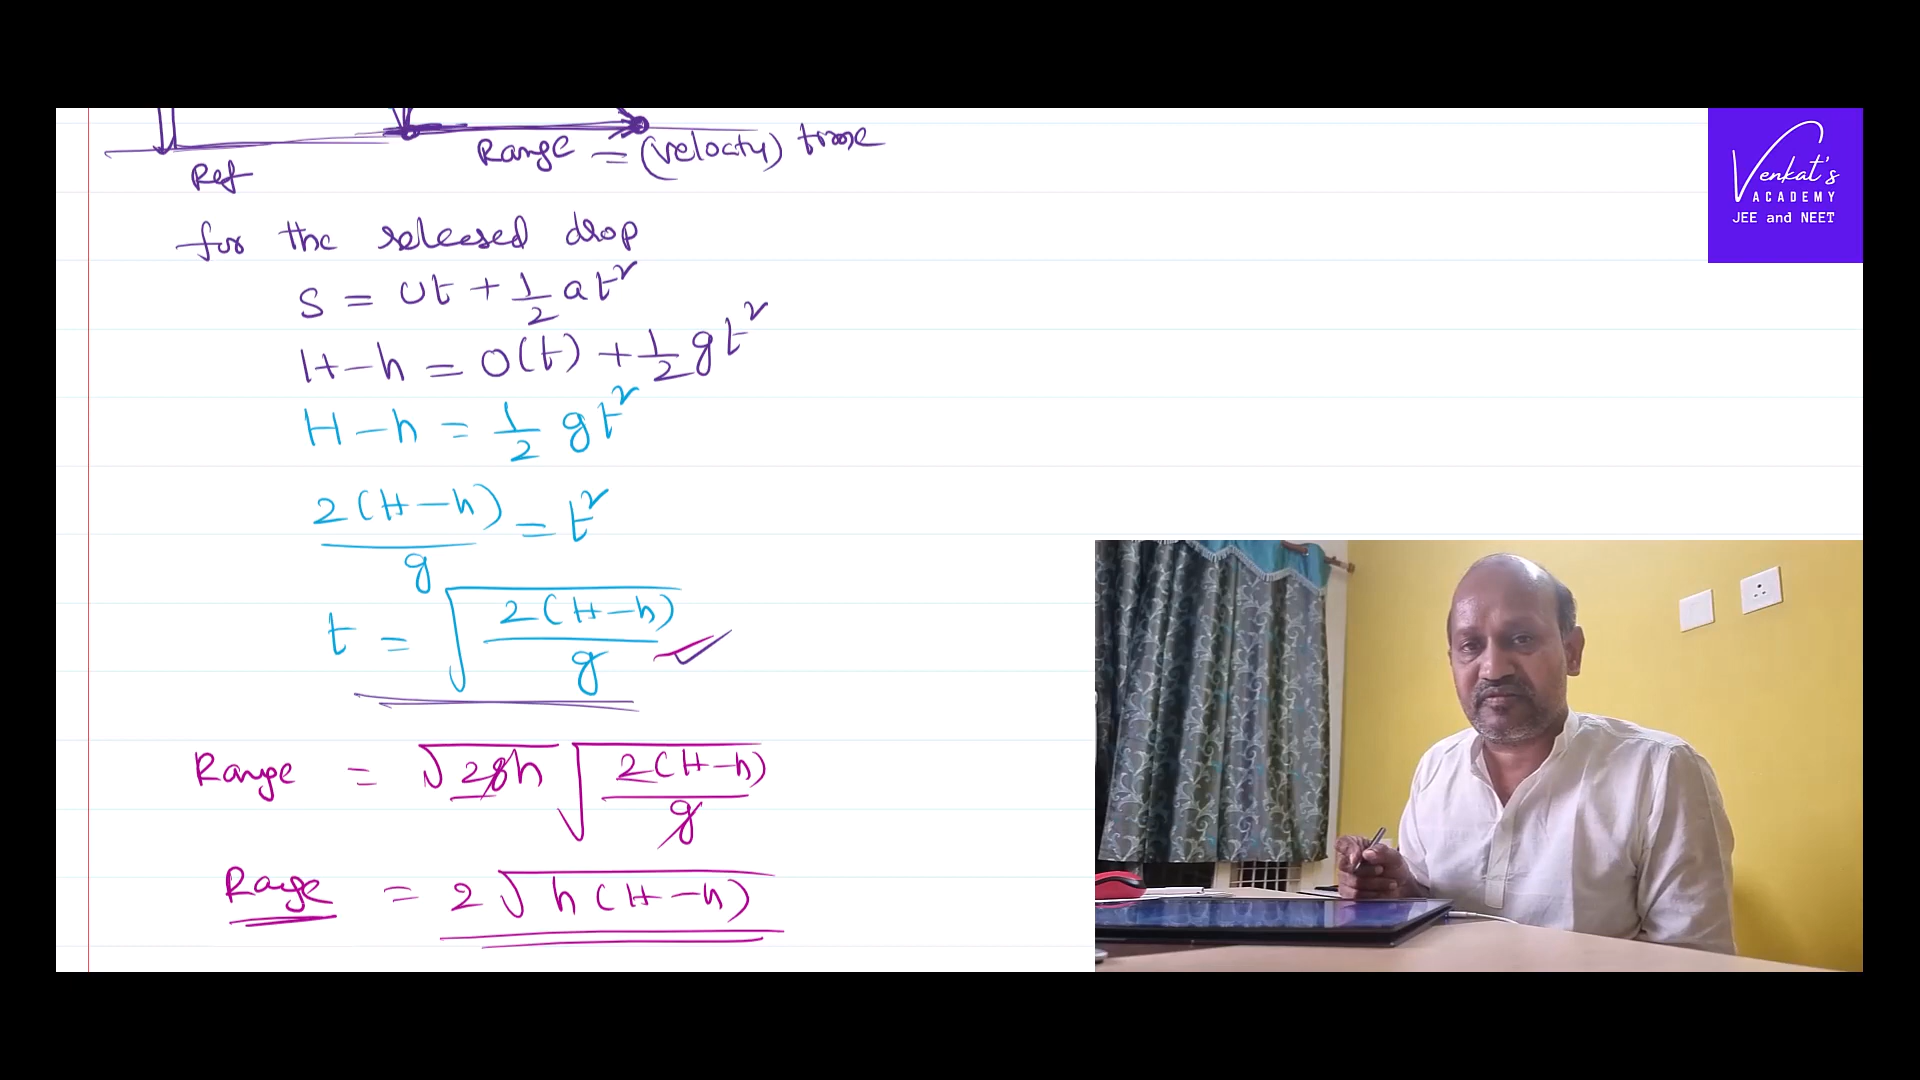 Range = (velocty) time
Ref
for the released drop
S = ut + 1/2 at²
H-h = 0(t) + 1/2 gt²
H-h = 1/2 gt²
2(H-h)/g = t²
t = √(2(H-h)/g)
Range = √2gh √(2(H-h)/g)
Range = 2√h(H-h)
Venkat's
ACADEMY
JEE and NEET